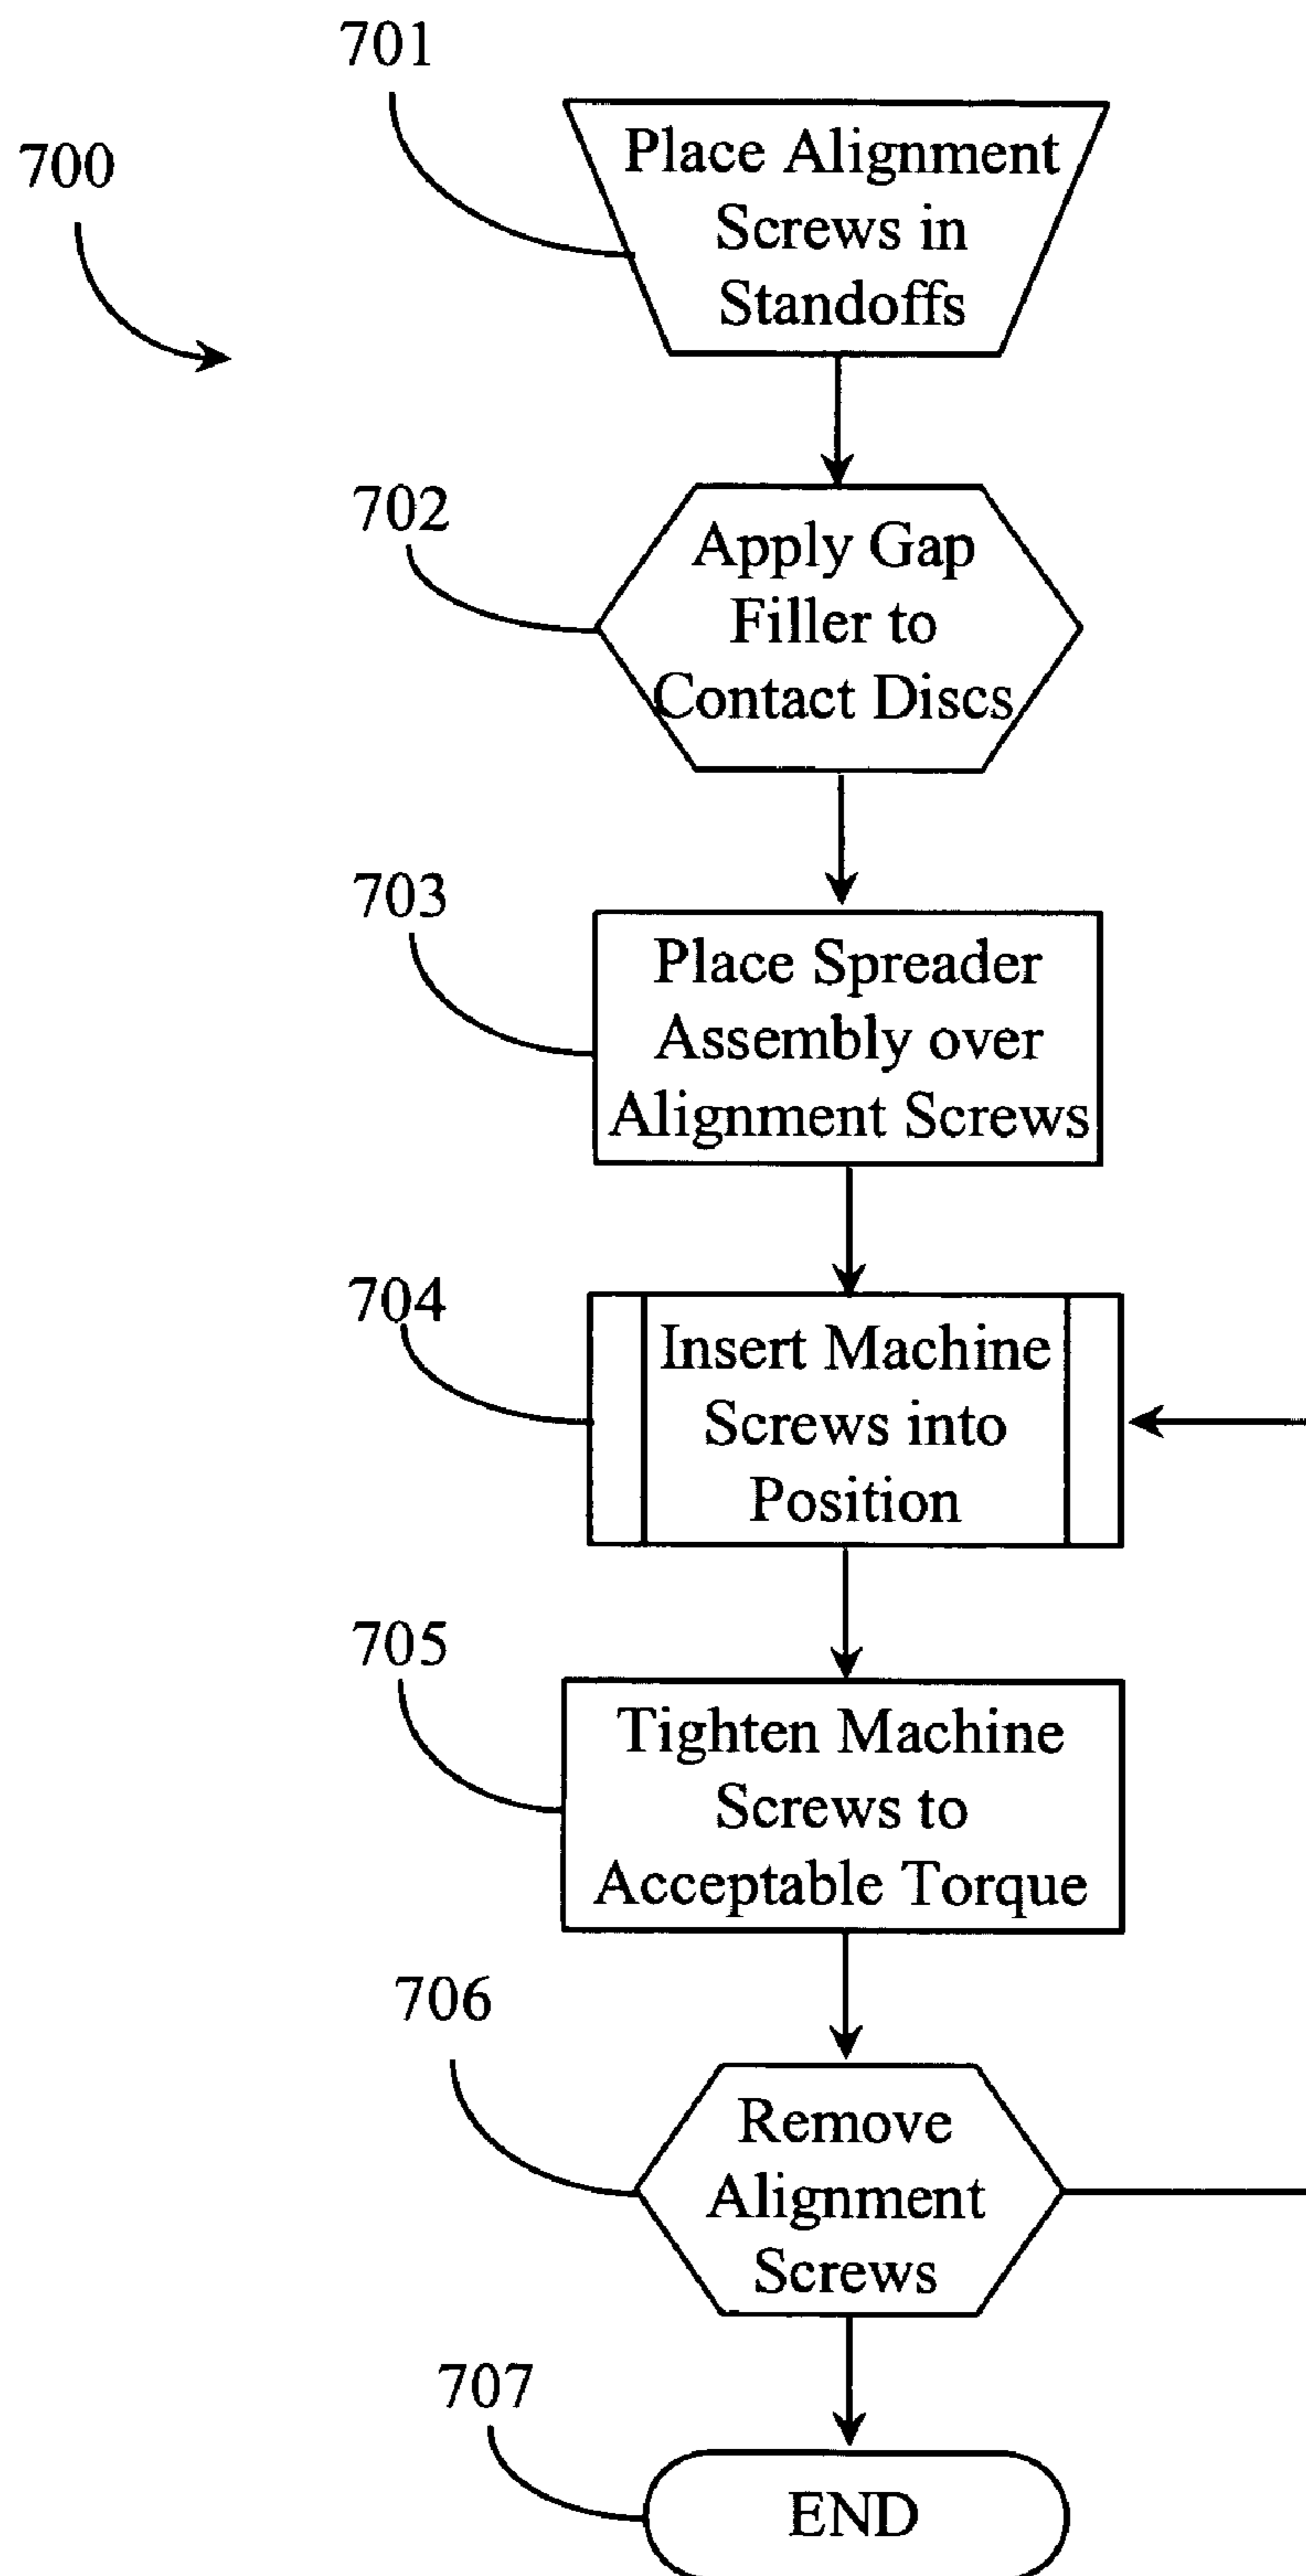 701
700
Place Alignment
Screws in
Standoffs
702
Apply Gap
Filler to
Contact Discs
703
Place Spreader
Assembly over
Alignment Screws
704
Insert Machine
Screws into
Position
705
Tighten Machine
Screws to
Acceptable Torque
706
Remove
Alignment
Screws
707
END